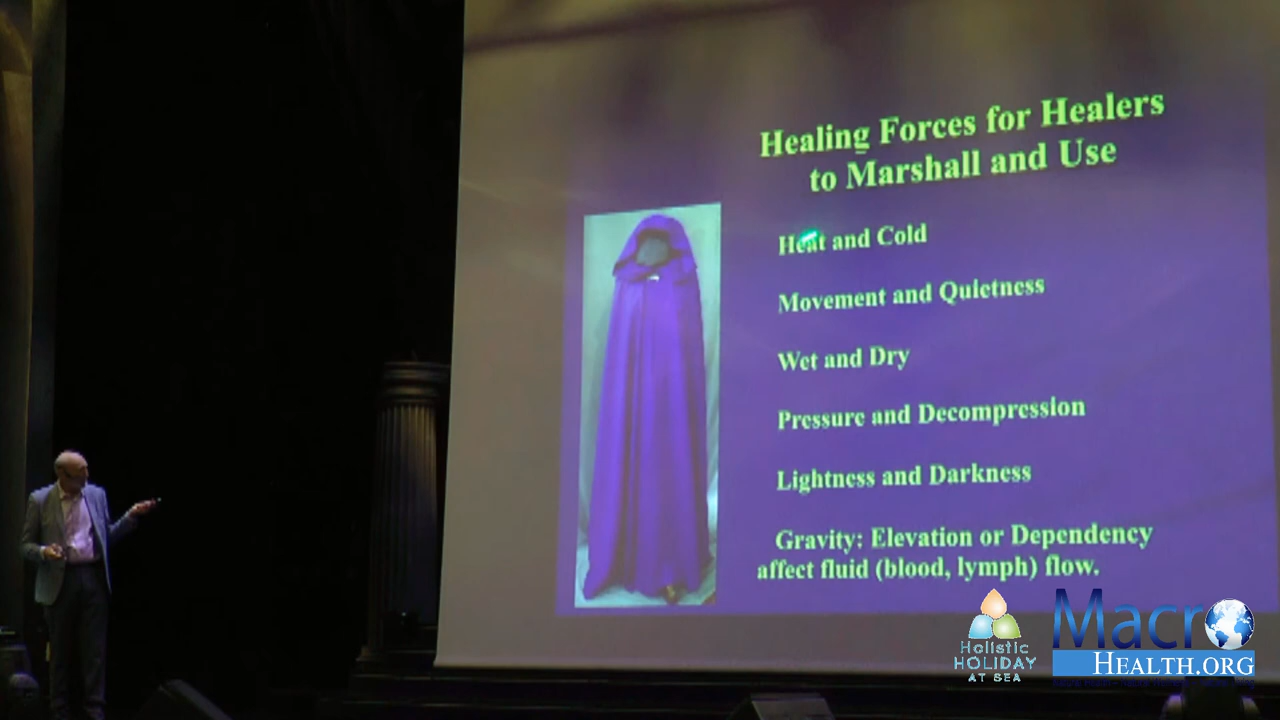 Healing Forces for Healers
to Marshall and Use
Heat and Cold
Movement and Quietness
Wet and Dry
Pressure and Decompression
Lightness and Darkness
Gravity: Elevation or Dependency
affect fluid (blood, lymph) flow.
Holistic
HOLIDAY
AT SEA
Macro
HEALTH.ORG